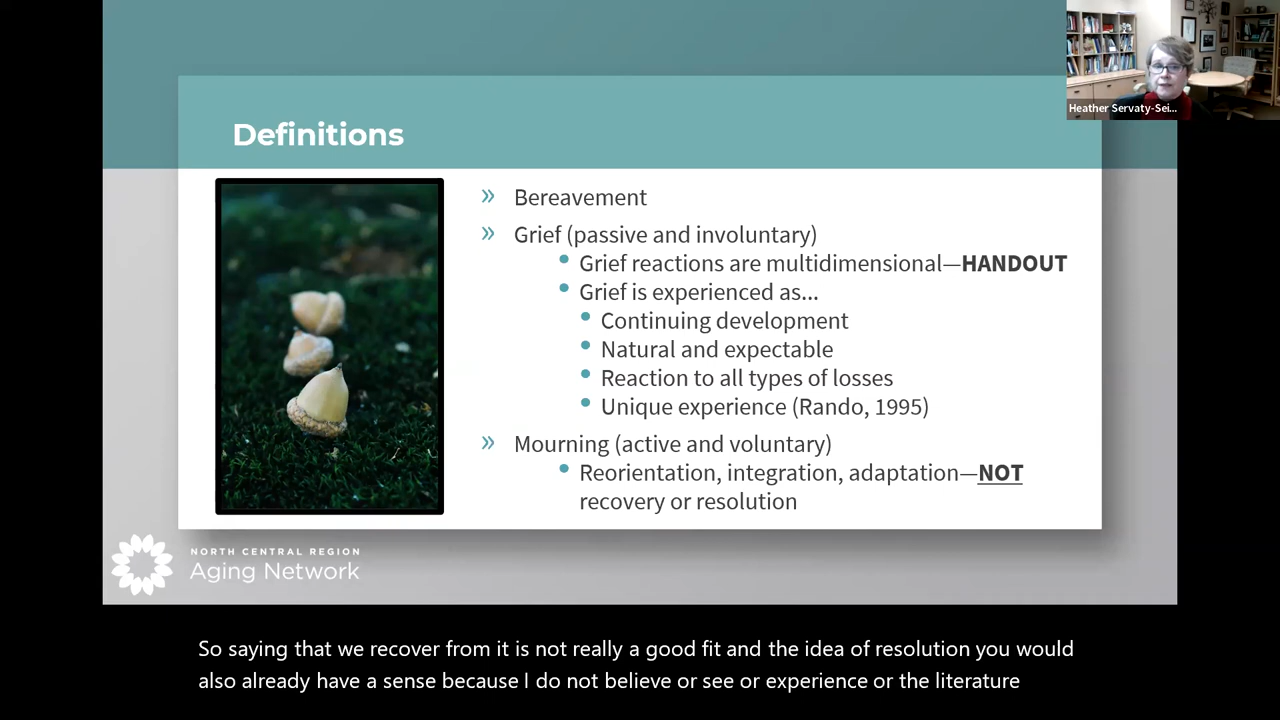 Heather Servaty-Sei...
Definitions
» Bereavement
» Grief (passive and involuntary)
• Grief reactions are multidimensional—HANDOUT
• Grief is experienced as...
• Continuing development
• Natural and expectable
• Reaction to all types of losses
• Unique experience (Rando, 1995)
» Mourning (active and voluntary)
• Reorientation, integration, adaptation—NOT
recovery or resolution
NORTH CENTRAL REGION
Aging Network
So saying that we recover from it is not really a good fit and the idea of resolution you would
also already have a sense because I do not believe or see or experience or the literature